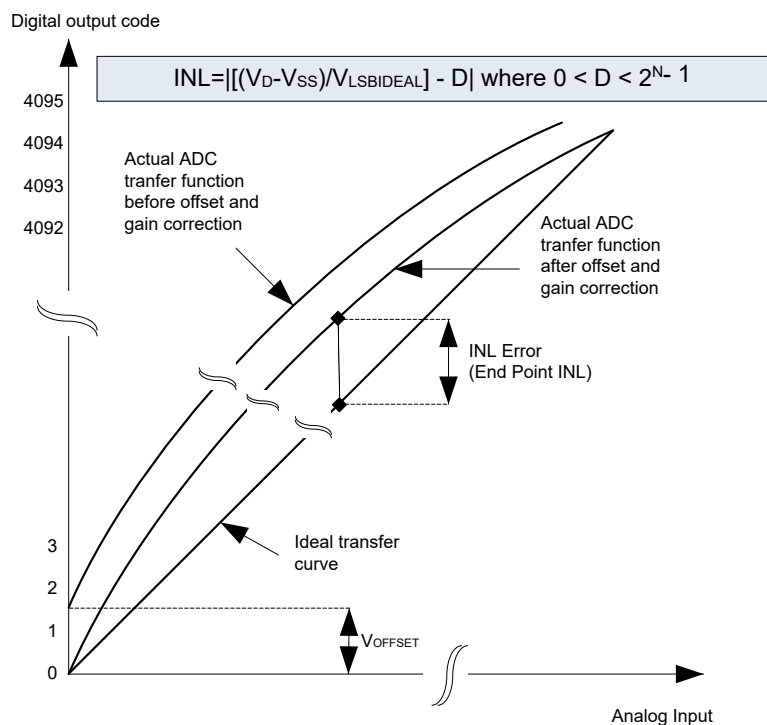 Digital output code
INL=|[(VD-VSS)/VLSBIDEAL] - D| where 0 < D < 2^N- 1
4095
4094
4093
4092
Actual ADC
tranfer function
before offset and
gain correction
Actual ADC
tranfer function
after offset and
gain correction
INL Error
(End Point INL)
Ideal transfer
curve
3
2
1
0
VOFFSET
Analog Input